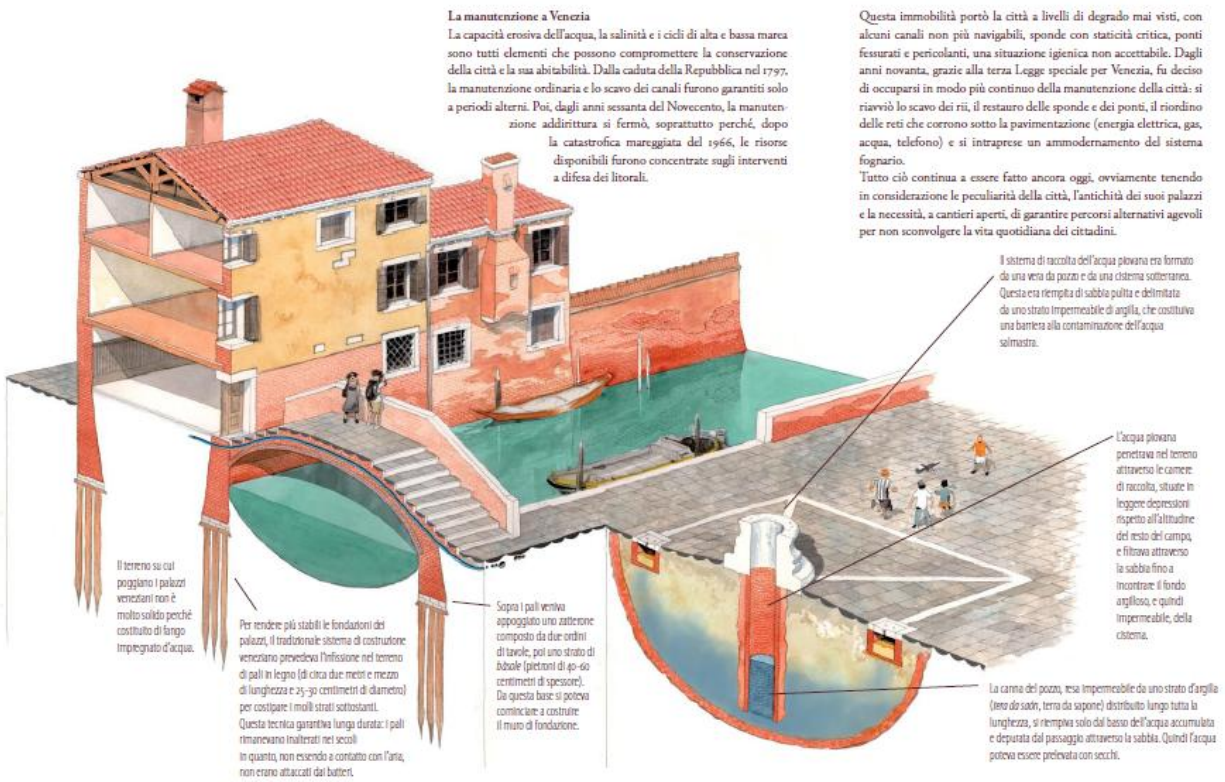 La manutenzione a Venezia
La capacità erosiva dell'acqua, la salinità e i cicli di alta e bassa marea
sono tutti elementi che possono compromettere la conservazione
della città e la sua abitabilità. Dalla caduta della Repubblica nel 1797,
la manutenzione ordinaria e lo scavo dei canali furono garantiti solo
a periodi alterni. Poi, dagli anni sessanta del Novecento, la manuten-
zione addirittura si fermò, soprattutto perché, dopo
la catastrofica mareggiata del 1966, le risorse
disponibili furono concentrate sugli interventi
a difesa dei litorali.
Questa immobilità portò la città a livelli di degrado mai visti, con
alcuni canali non più navigabili, sponde con staticità critica, ponti
fessurati e pericolanti, una situazione igienica non accettabile. Dagli
anni novanta, grazie alla terza Legge speciale per Venezia, fu deciso
di occuparsi in modo più continuo della manutenzione della città: si
riavviò lo scavo dei rii, il restauro delle sponde e dei ponti, il riordino
delle reti che corrono sotto la pavimentazione (energia elettrica, gas,
acqua, telefono) e si intraprese un ammodernamento del sistema
fognario.
Tutto ciò continua a essere fatto ancora oggi, ovviamente tenendo
in considerazione le peculiarità della città, l'antichità dei suoi palazzi
e la necessità, a cantieri aperti, di garantire percorsi alternativi agevoli
per non sconvolgere la vita quotidiana dei cittadini.
Il sistema di raccolta dell'acqua piovana era formato
da una vera da pozzo e da una cisterna sotterranea.
Questa era riempita di sabbia pulita e delimitata
da uno strato impermeabile di argilla, che costituiva
una barriera alla contaminazione dell'acqua
salmastra.
L'acqua piovana
penetrava nel terreno
attraverso le camere
di raccolta, situate in
leggere depressioni
rispetto all'altitudine
del resto del campo,
e filtrava attraverso
la sabbia fino a
incontrare il fondo
argilloso, e quindi
impermeabile, della
cisterna.
Il terreno su cui
poggiano i palazzi
veneziani non è
molto solido perché
costituito di fango
impregnato d'acqua.
Per rendere più stabili le fondazioni dei
palazzi, il tradizionale sistema di costruzione
veneziano prevedeva l'infissione nel terreno
di pali in legno (di circa due metri e mezzo
di lunghezza e 25-30 centimetri di diametro)
per costipare i molli strati sottostanti.
Questa tecnica garantiva lunga durata: i pali
rimanevano inalterati nei secoli
in quanto, non essendo a contatto con l'aria,
non erano attaccati dai batteri.
Sopra i pali veniva
appoggiato uno zatterone
composto da due ordini
di tavole, poi uno strato di
bàsole (pietroni di 40-60
centimetri di spessore).
Da questa base si poteva
cominciare a costruire
il muro di fondazione.
La canna del pozzo, resa impermeabile da uno strato d'argilla
(tera da saòn, terra da sapone) distribuito lungo tutta la
lunghezza, si riempiva solo dal basso dell'acqua accumulata
e depurata dal passaggio attraverso la sabbia. Quindi l'acqua
poteva essere prelevata con secchi.